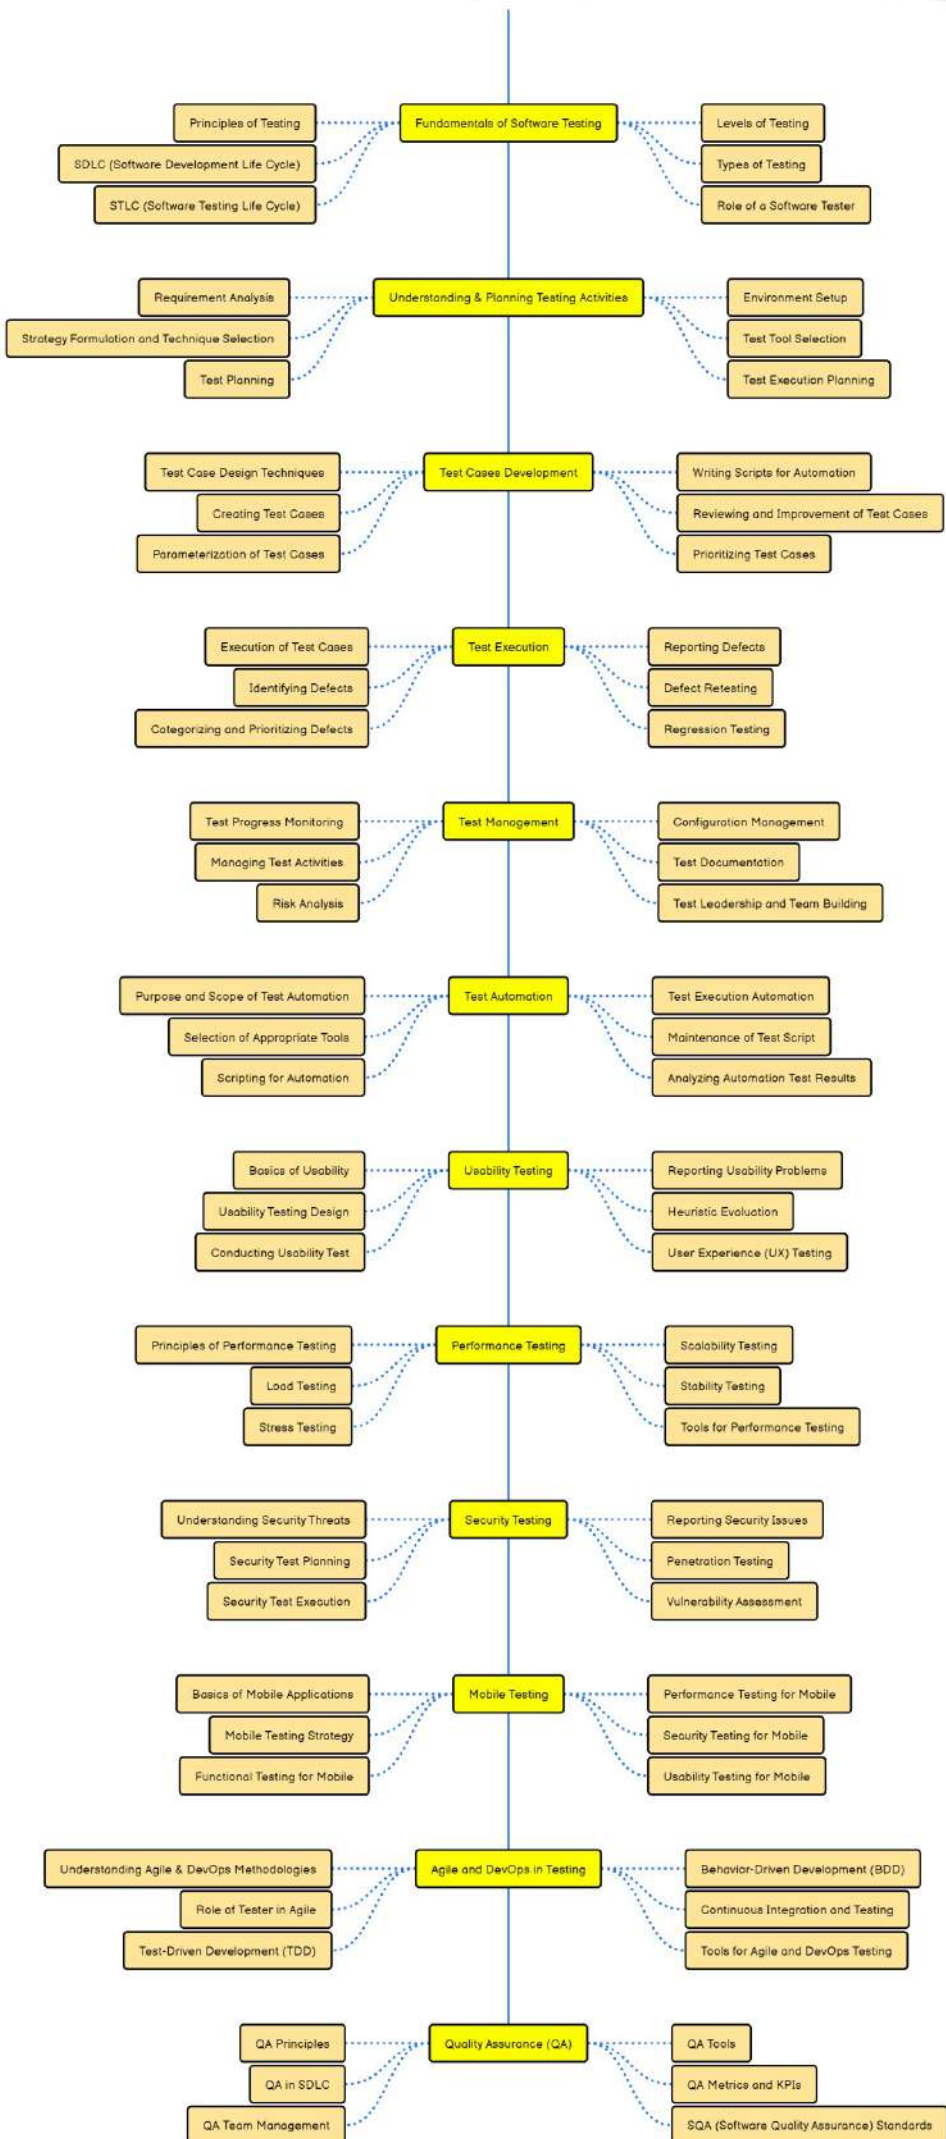 Fundamentals of Software Testing
Principles of Testing
SDLC (Software Development Life Cycle)
STLC (Software Testing Life Cycle)
Levels of Testing
Types of Testing
Role of a Software Tester
Understanding & Planning Testing Activities
Requirement Analysis
Strategy Formulation and Technique Selection
Test Planning
Environment Setup
Test Tool Selection
Test Execution Planning
Test Cases Development
Test Case Design Techniques
Creating Test Cases
Parameterization of Test Cases
Writing Scripts for Automation
Reviewing and Improvement of Test Cases
Prioritizing Test Cases
Test Execution
Execution of Test Cases
Identifying Defects
Categorizing and Prioritizing Defects
Reporting Defects
Defect Retesting
Regression Testing
Test Management
Test Progress Monitoring
Managing Test Activities
Risk Analysis
Configuration Management
Test Documentation
Test Leadership and Team Building
Test Automation
Purpose and Scope of Test Automation
Selection of Appropriate Tools
Scripting for Automation
Test Execution Automation
Maintenance of Test Script
Analyzing Automation Test Results
Usability Testing
Basics of Usability
Usability Testing Design
Conducting Usability Test
Reporting Usability Problems
Heuristic Evaluation
User Experience (UX) Testing
Performance Testing
Principles of Performance Testing
Load Testing
Stress Testing
Scalability Testing
Stability Testing
Tools for Performance Testing
Security Testing
Understanding Security Threats
Security Test Planning
Security Test Execution
Reporting Security Issues
Penetration Testing
Vulnerability Assessment
Mobile Testing
Basics of Mobile Applications
Mobile Testing Strategy
Functional Testing for Mobile
Performance Testing for Mobile
Security Testing for Mobile
Usability Testing for Mobile
Agile and DevOps in Testing
Understanding Agile & DevOps Methodologies
Role of Tester in Agile
Test-Driven Development (TDD)
Behavior-Driven Development (BDD)
Continuous Integration and Testing
Tools for Agile and DevOps Testing
Quality Assurance (QA)
QA Principles
QA in SDLC
QA Team Management
QA Tools
QA Metrics and KPIs
SQA (Software Quality Assurance) Standards